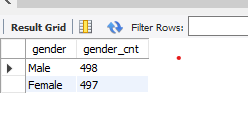 Result Grid Filter Rows:
gender gender_cnt
Male 498
Female 497